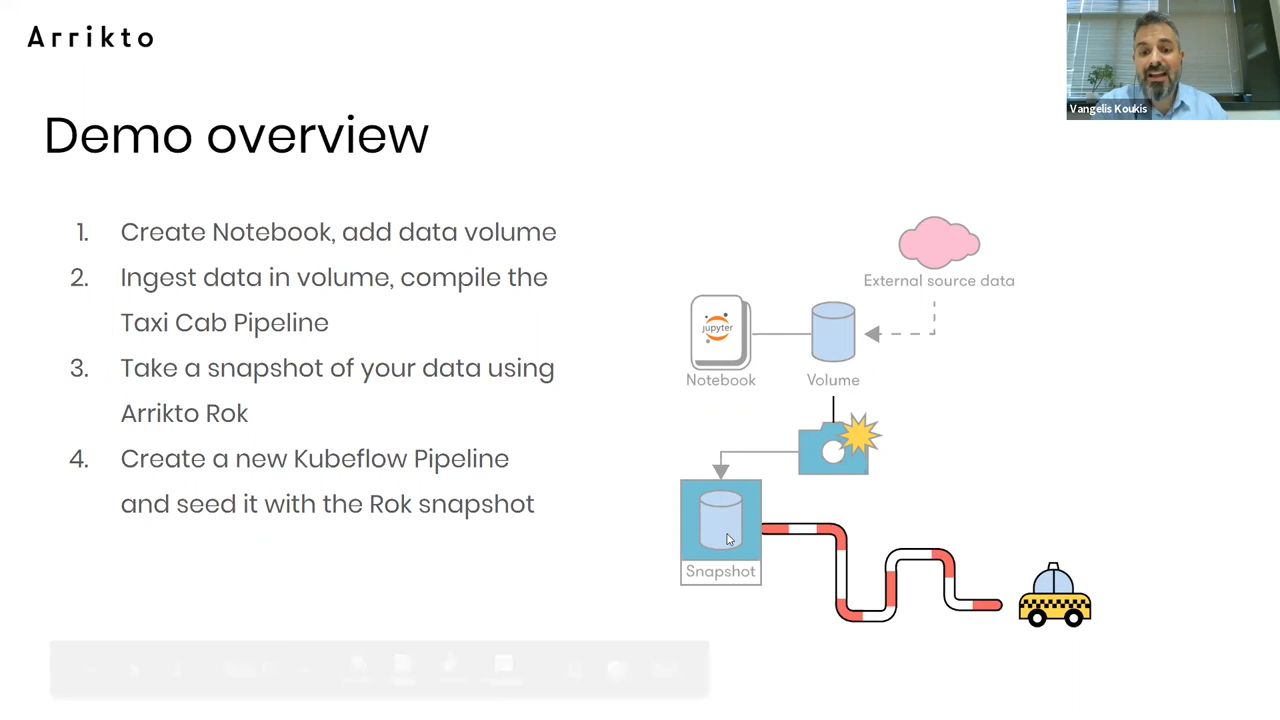 Arrikto
Vangelis Koukis
Demo overview
1. Create Notebook, add data volume
2. Ingest data in volume, compile the
Taxi Cab Pipeline
3. Take a snapshot of your data using
Arrikto Rok
4. Create a new Kubeflow Pipeline
and seed it with the Rok snapshot
External source data
jupyter
Notebook
Volume
Snapshot